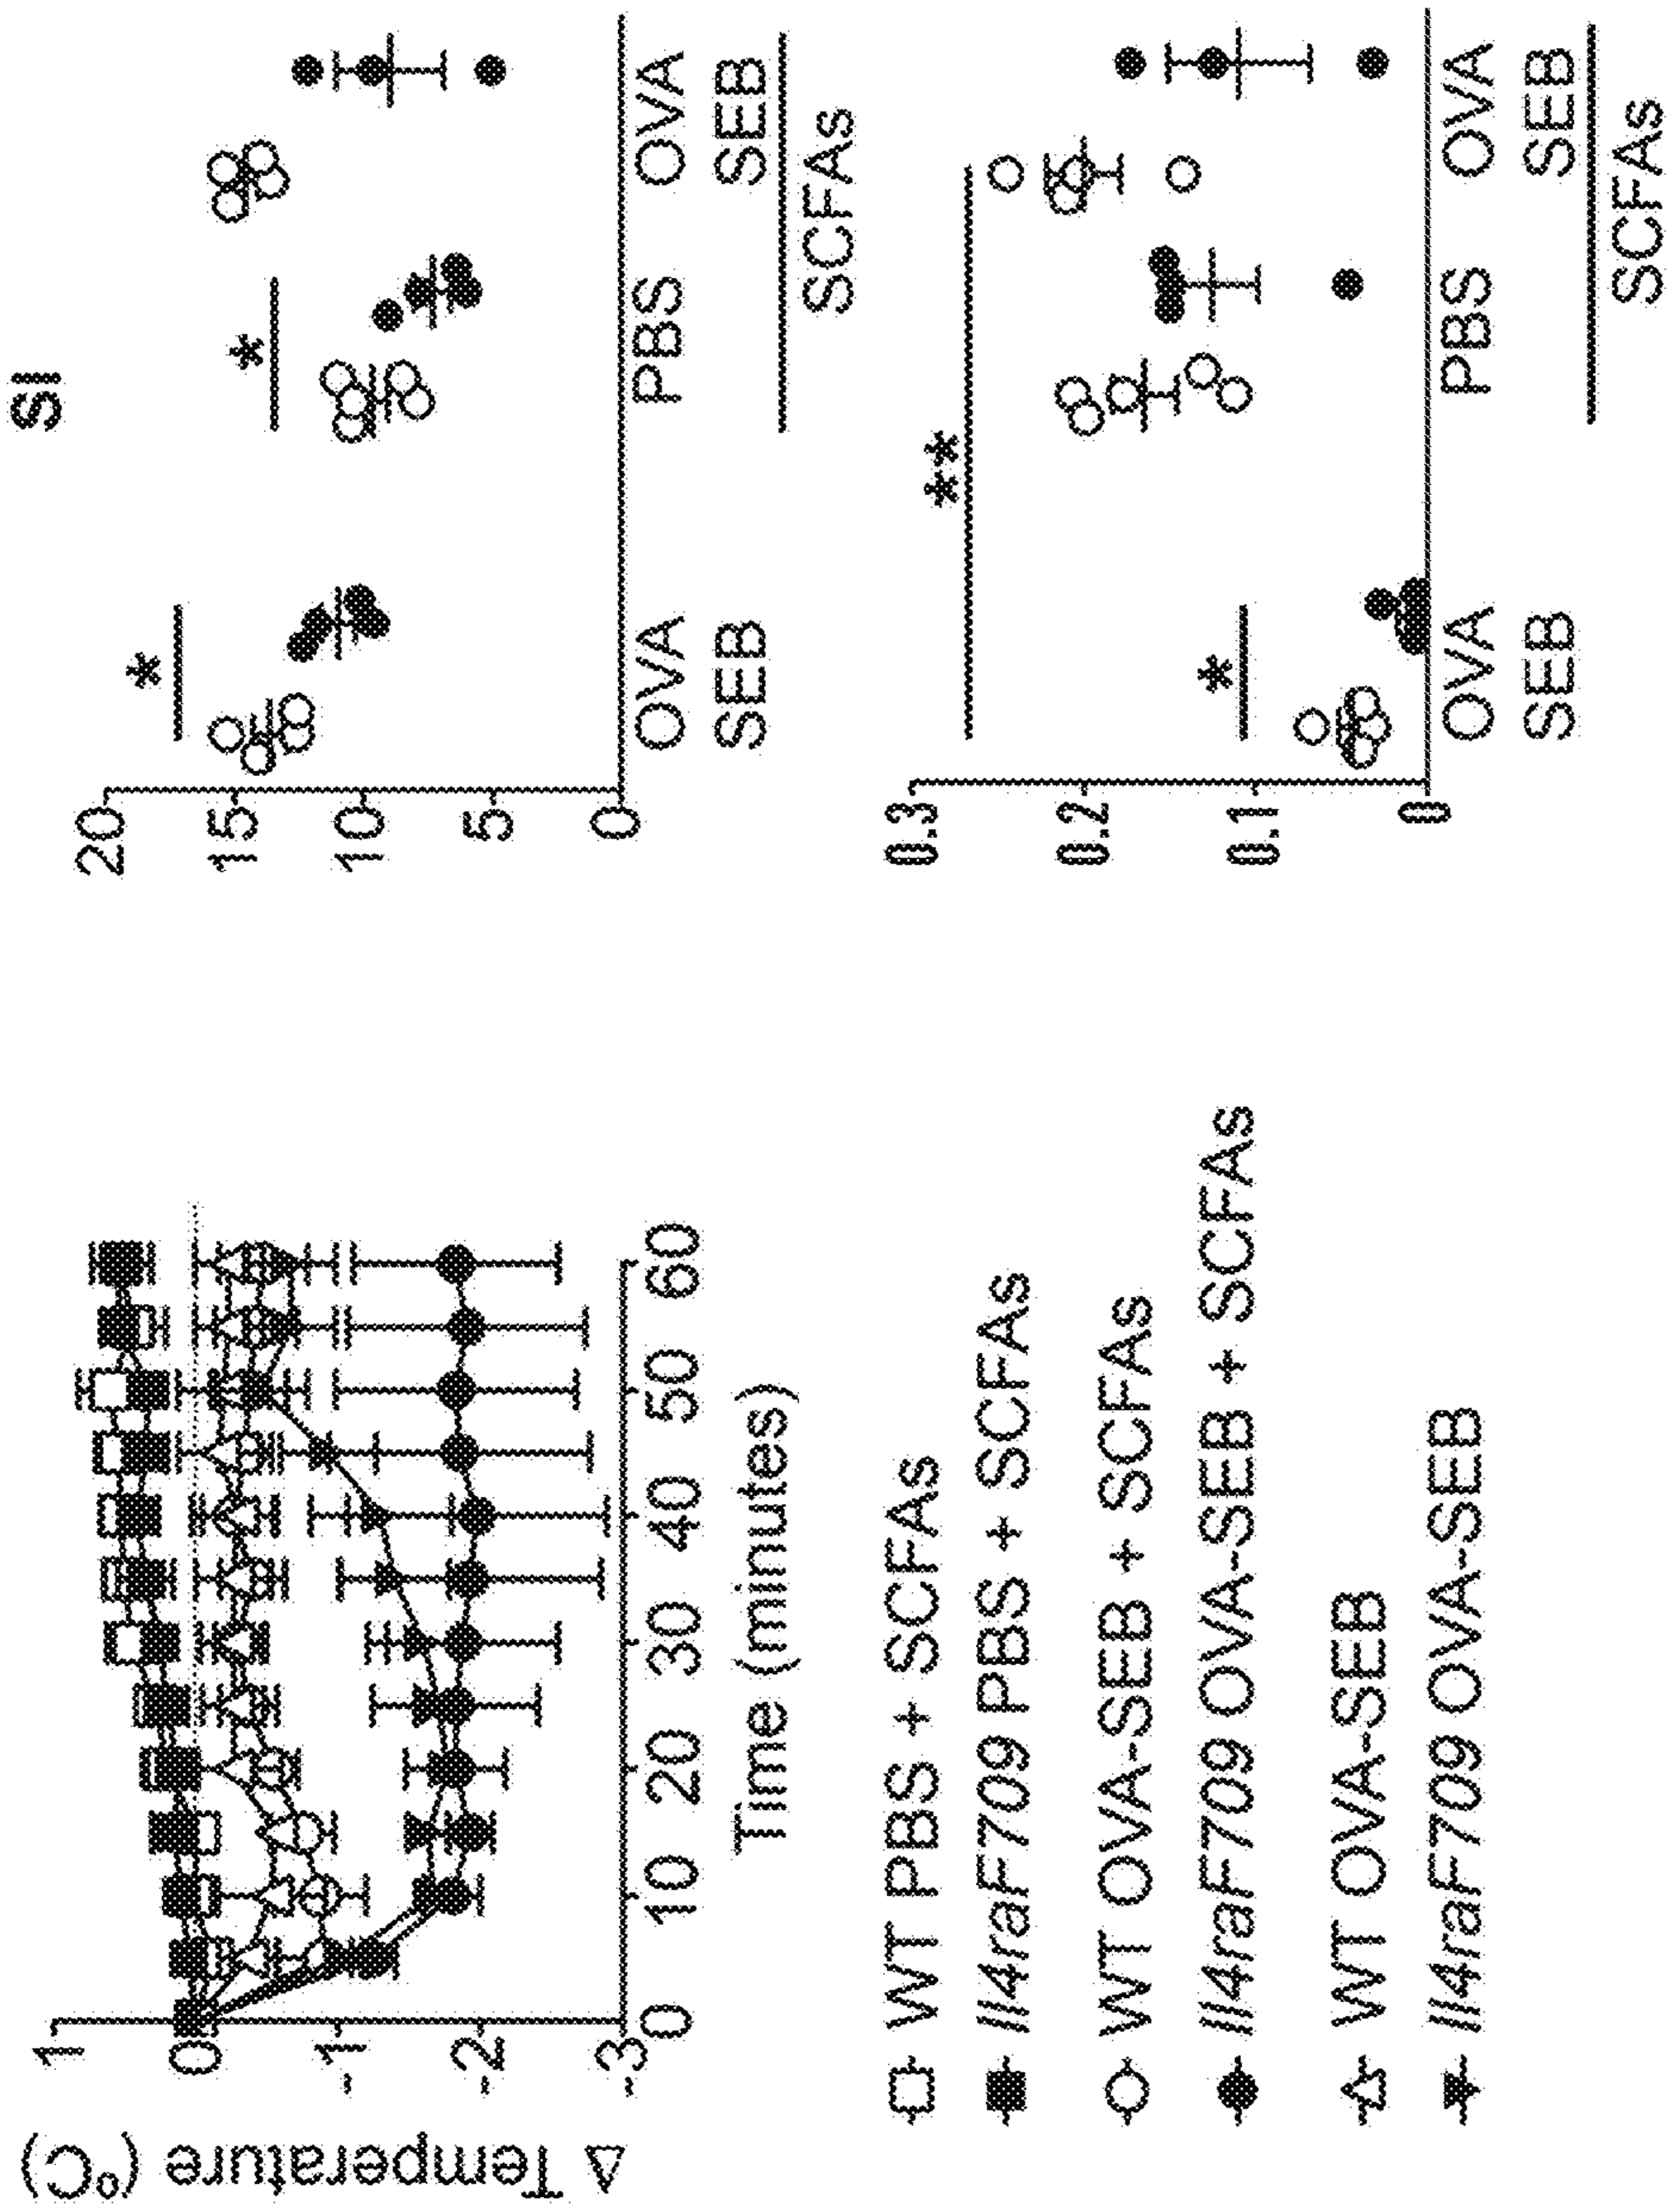 Δ Temperature (ºC)
1
0
-1
-2
-3
0 10 20 30 40 50 60
Time (minutes)
WT PBS + SCFAs
Il4raF709 PBS + SCFAs
WT OVA-SEB + SCFAs
Il4raF709 OVA-SEB + SCFAs
WT OVA-SEB
Il4raF709 OVA-SEB
SI
20
15
10
5
0
*
*
OVA PBS OVA
SEB SEB
SCFAs
0.3
0.2
0.1
0
**
*
OVA PBS OVA
SEB SEB
SCFAs